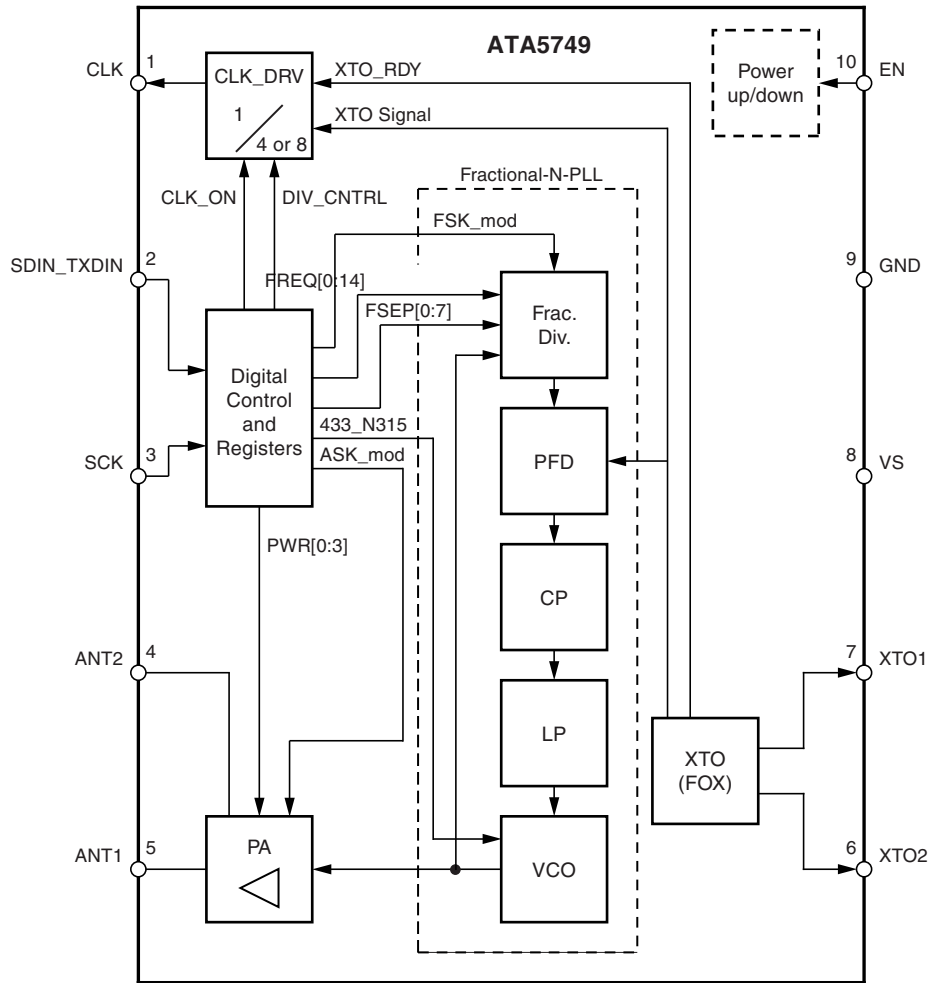 ATA5749
CLK
1
CLK_DRV
1
4 or 8
XTO_RDY
XTO Signal
Power
up/down
10
EN
CLK_ON
DIV_CNTRL
Fractional-N-PLL
FSK_mod
SDIN_TXDIN
2
FREQ[0:14]
FSEP[0:7]
Frac.
Div.
9
GND
Digital
Control
and
Registers
433_N315
ASK_mod
PFD
SCK
3
8
VS
PWR[0:3]
CP
ANT2
4
7
XTO1
LP
XTO
(FOX)
ANT1
5
PA
VCO
6
XTO2